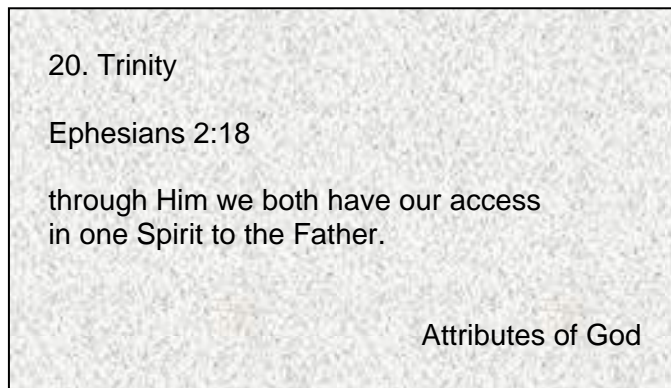 20. Trinity
Ephesians 2:18
through Him we both have our access
in one Spirit to the Father.
Attributes of God